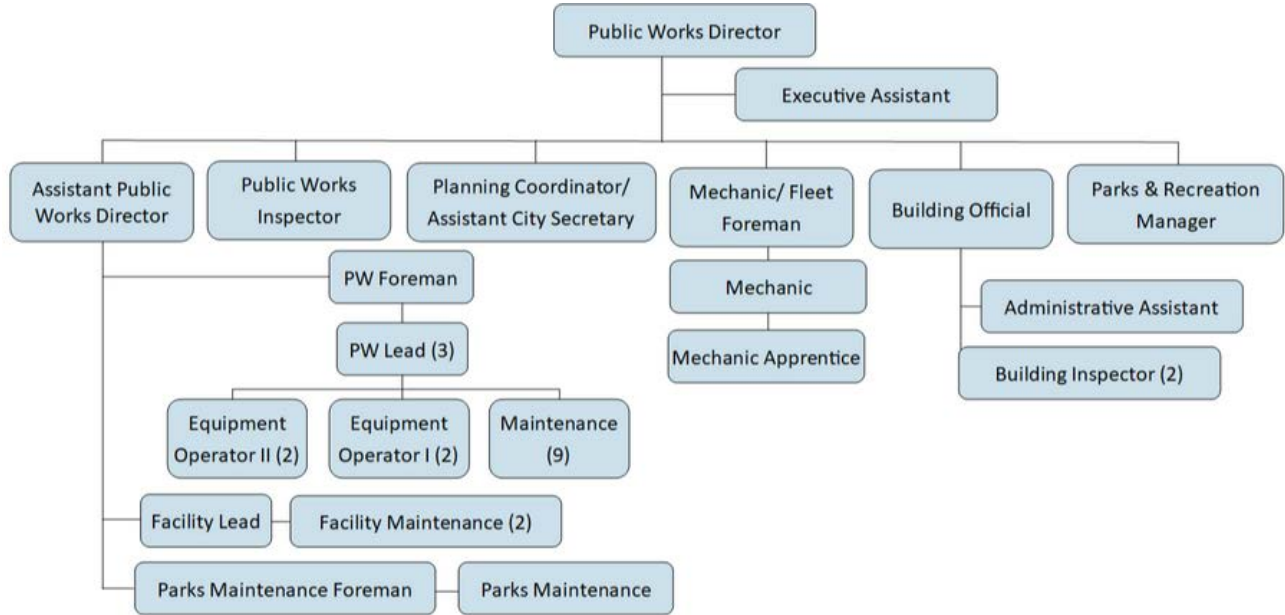 Public Works Director
Executive Assistant
Assistant Public
Works Director
Public Works
Inspector
Planning Coordinator/
Assistant City Secretary
Mechanic/ Fleet
Foreman
Building Official
Parks & Recreation
Manager
PW Foreman
Mechanic
Administrative Assistant
PW Lead (3)
Mechanic Apprentice
Building Inspector (2)
Equipment
Operator II (2)
Equipment
Operator I (2)
Maintenance
(9)
Facility Lead
Facility Maintenance (2)
Parks Maintenance Foreman
Parks Maintenance